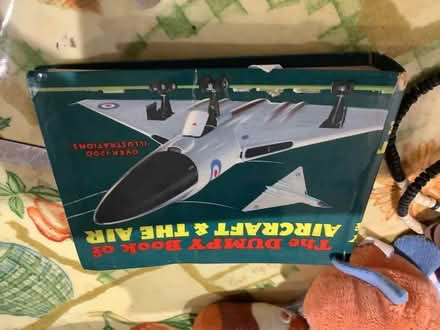 The DUMPY BOOK of
AIRCRAFT & THE AIR
OVER 1200
ILLUSTRATIONS